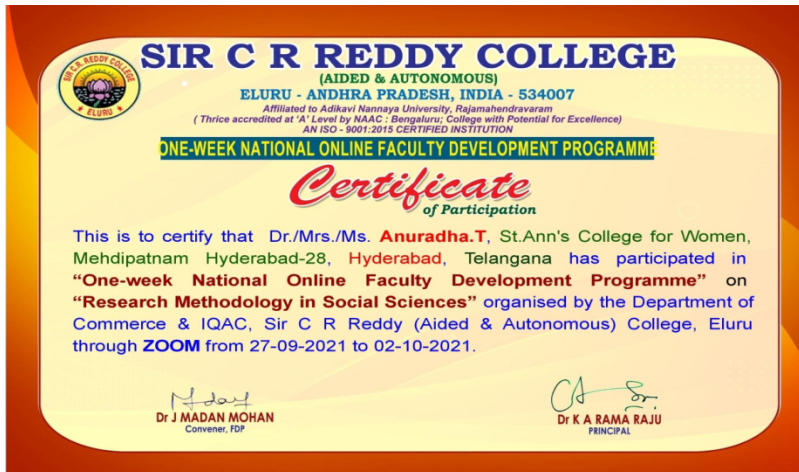 SIR C R REDDY COLLEGE
ELURU
SIR C R REDDY COLLEGE
(AIDED & AUTONOMOUS)
ELURU - ANDHRA PRADESH, INDIA - 534007
Affiliated to Adikavi Nannaya University, Rajamahendravaram
( Thrice accredited at 'A' Level by NAAC : Bengaluru; College with Potential for Excellence)
AN ISO - 9001:2015 CERTIFIED INSTITUTION
ONE-WEEK NATIONAL ONLINE FACULTY DEVELOPMENT PROGRAMME
Certificate
of Participation
This is to certify that Dr./Mrs./Ms. Anuradha.T, St.Ann's College for Women,
Mehdipatnam Hyderabad-28, Hyderabad, Telangana has participated in
“One-week National Online Faculty Development Programme” on
“Research Methodology in Social Sciences” organised by the Department of
Commerce & IQAC, Sir C R Reddy (Aided & Autonomous) College, Eluru
through ZOOM from 27-09-2021 to 02-10-2021.
Dr J MADAN MOHAN
Convener, FDP
Dr K A RAMA RAJU
PRINCIPAL